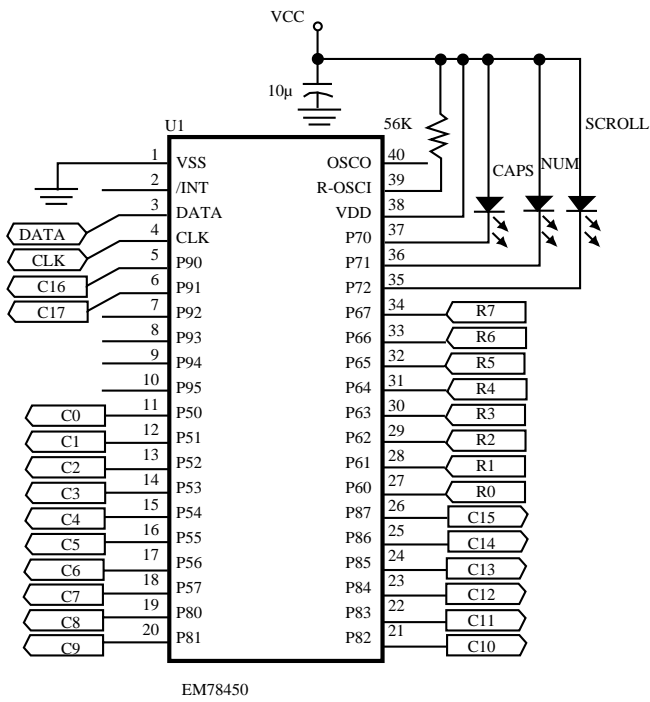 VCC
10µ
U1
56K
SCROLL
CAPS
NUM
1 VSS OSCO 40
2 /INT R-OSCI 39
DATA 3 DATA VDD 38
CLK 4 CLK P70 37
C16 5 P90 P71 36
C17 6 P91 P72 35
7 P92 P67 34 R7
8 P93 P66 33 R6
9 P94 P65 32 R5
10 P95 P64 31 R4
C0 11 P50 P63 30 R3
C1 12 P51 P62 29 R2
C2 13 P52 P61 28 R1
C3 14 P53 P60 27 R0
C4 15 P54 P87 26 C15
C5 16 P55 P86 25 C14
C6 17 P56 P85 24 C13
C7 18 P57 P84 23 C12
C8 19 P80 P83 22 C11
C9 20 P81 P82 21 C10
EM78450